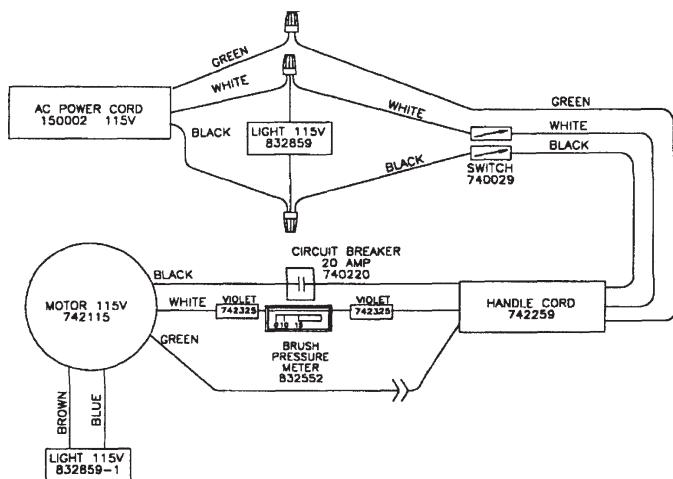 GREEN
WHITE
AC POWER CORD
150002 115V
BLACK
LIGHT 115V
832859
WHITE
BLACK
GREEN
WHITE
BLACK
SWITCH
740029
CIRCUIT BREAKER
20 AMP
740220
BLACK
MOTOR 115V
742115
WHITE
VIOLET
742325
010 15
VIOLET
742325
HANDLE CORD
742259
GREEN
BRUSH
PRESSURE
METER
832552
BROWN
BLUE
LIGHT 115V
832859-1